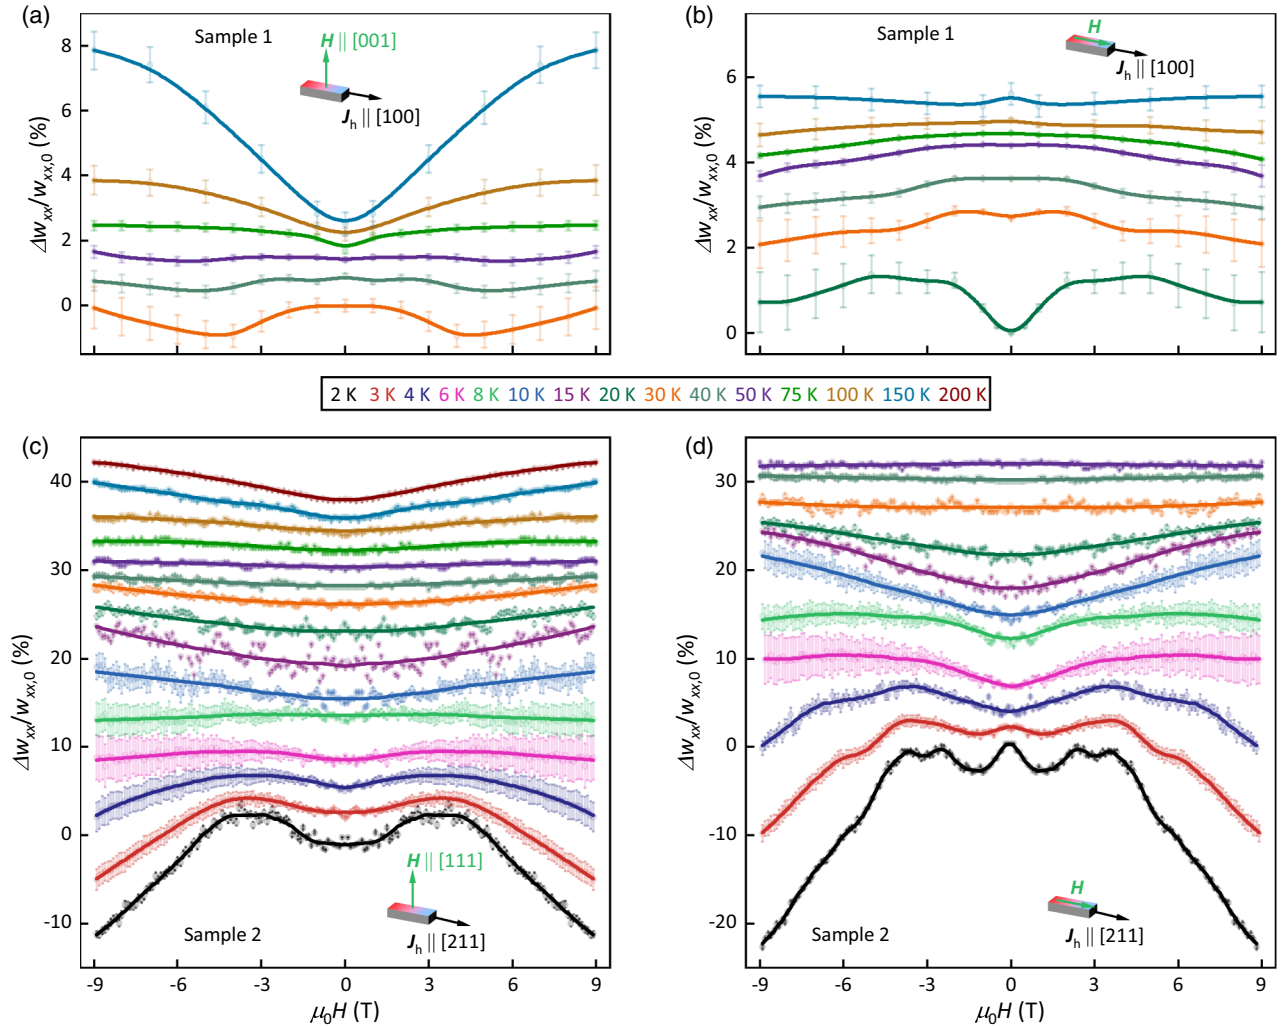 (a)
Sample 1
H || [001]
J_h || [100]
Δw_xx/w_xx,0 (%)
8
6
4
2
0
(b)
Sample 1
H
J_h || [100]
Δw_xx/w_xx,0 (%)
6
4
2
0
2 K 3 K 4 K 6 K 8 K 10 K 15 K 20 K 30 K 40 K 50 K 75 K 100 K 150 K 200 K
(c)
Δw_xx/w_xx,0 (%)
40
30
20
10
0
-10
H || [111]
J_h || [211]
Sample 2
-9 -6 -3 0 3 6 9
μ₀H (T)
(d)
Δw_xx/w_xx,0 (%)
30
20
10
0
-10
-20
H
J_h || [211]
Sample 2
-9 -6 -3 0 3 6 9
μ₀H (T)